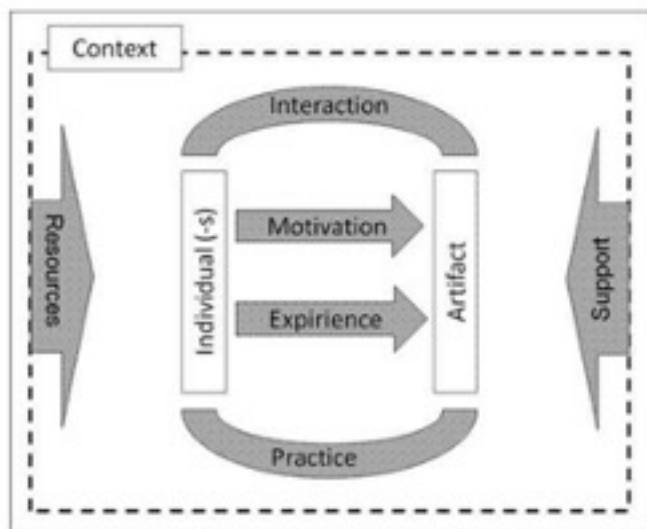 Context
Interaction
Resources
Individual (-s)
Motivation
Expirience
Artifact
Support
Practice